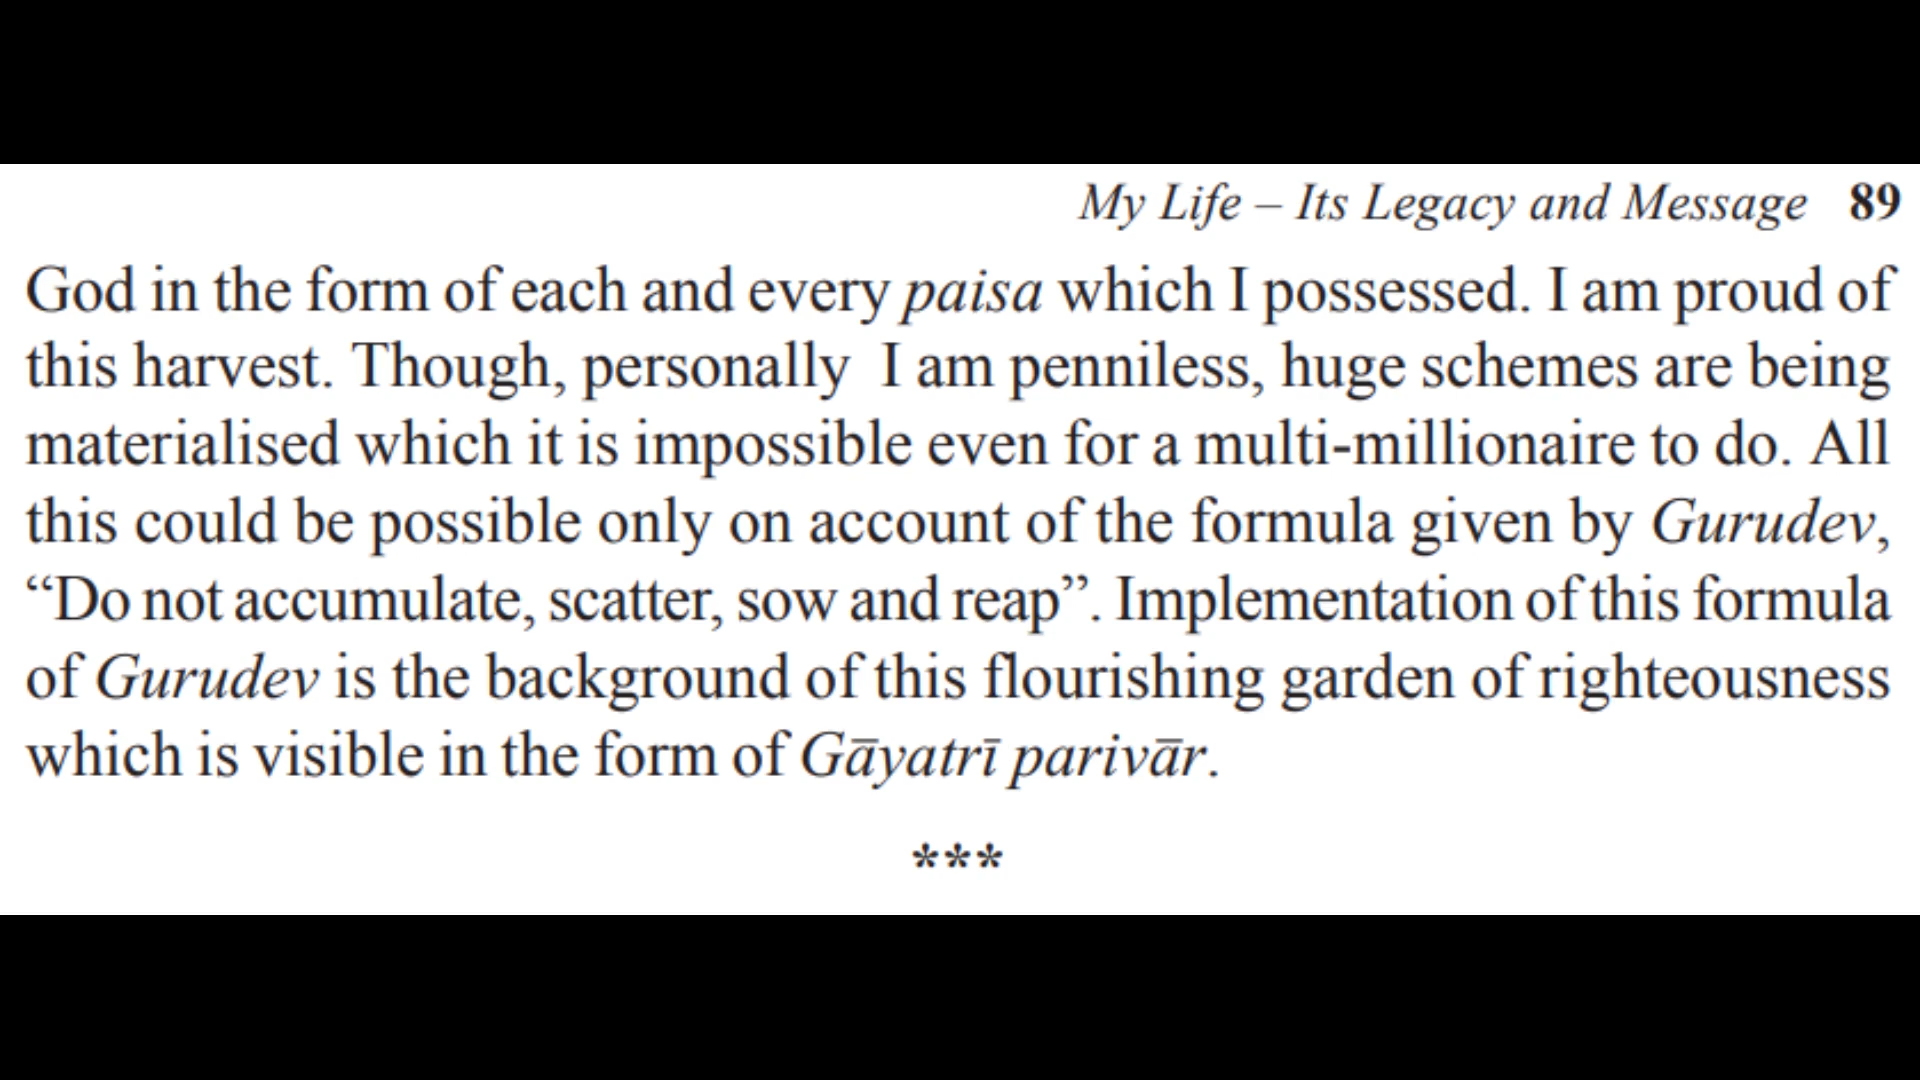 My Life – Its Legacy and Message 89
God in the form of each and every paisa which I possessed. I am proud of
this harvest. Though, personally I am penniless, huge schemes are being
materialised which it is impossible even for a multi-millionaire to do. All
this could be possible only on account of the formula given by Gurudev,
“Do not accumulate, scatter, sow and reap”. Implementation of this formula
of Gurudev is the background of this flourishing garden of righteousness
which is visible in the form of Gāyatrī parivār.
***